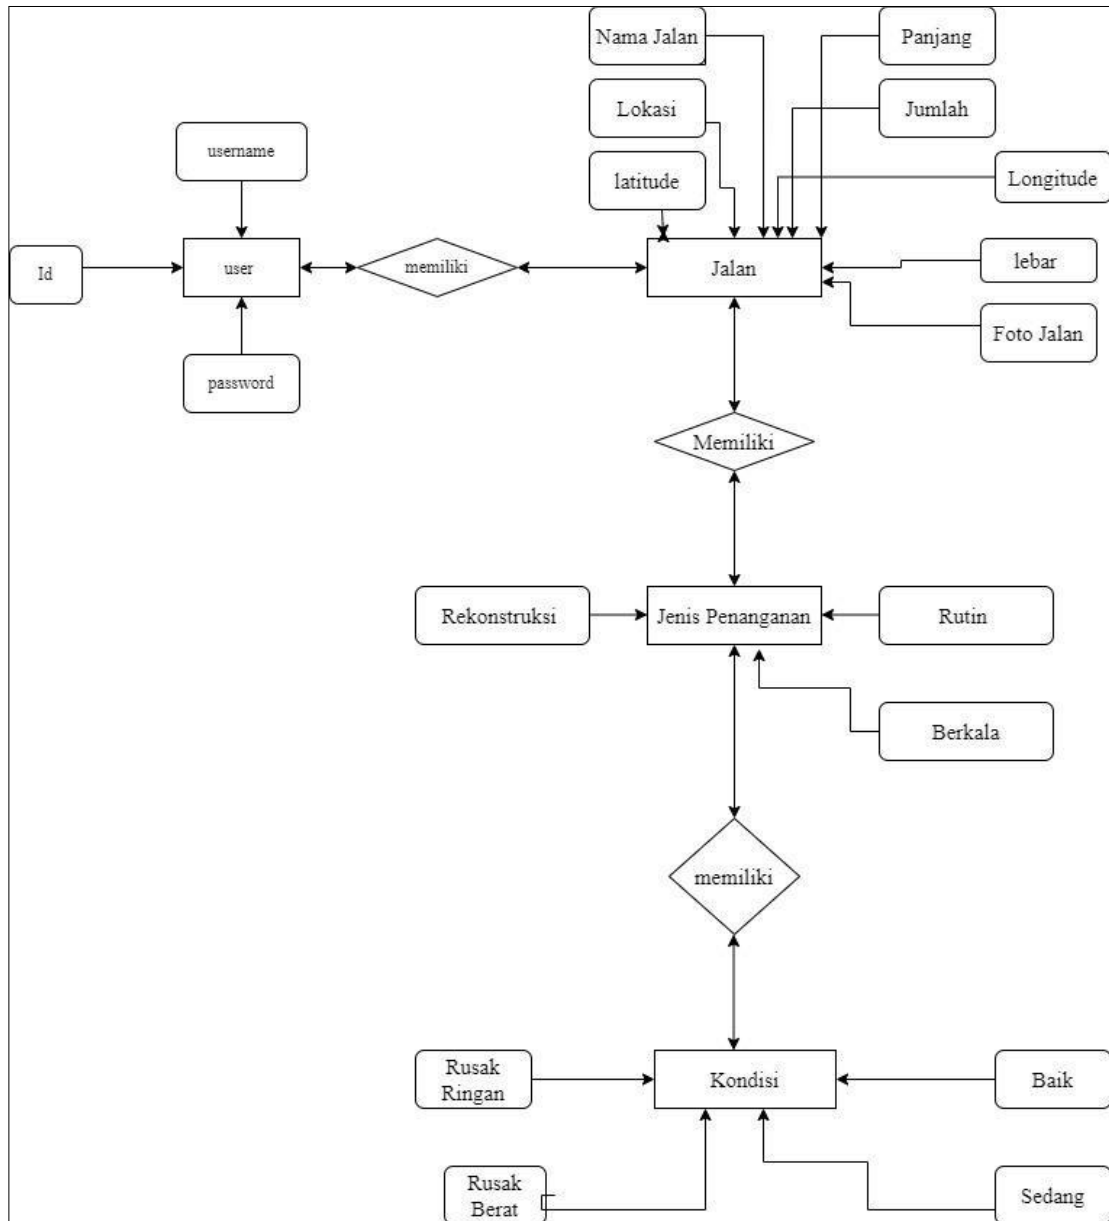 Nama Jalan
Panjang
Lokasi
Jumlah
username
latitude
Longitude
Id
user
memiliki
Jalan
lebar
Foto Jalan
password
Memiliki
Rekonstruksi
Jenis Penanganan
Rutin
Berkala
memiliki
Rusak
Ringan
Kondisi
Baik
Rusak
Berat
Sedang